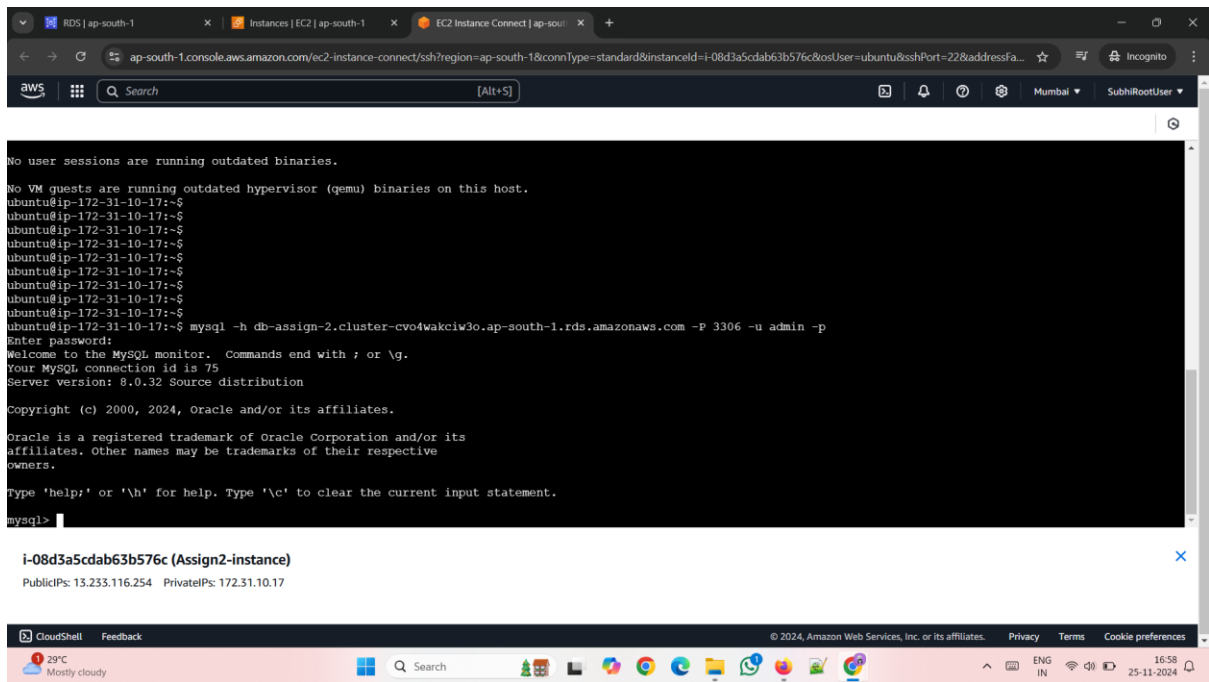 RDS | ap-south-1
Instances | EC2 | ap-south-1
EC2 Instance Connect | ap-sout
ap-south-1.console.aws.amazon.com/ec2-instance-connect/ssh?region=ap-south-1&connType=standard&instanceId=i-08d3a5cdab63b576c&osUser=ubuntu&sshPort=22&addressFa...
Incognito
aws
Search
[Alt+S]
Mumbai ▼
SubhiRootUser ▼
No user sessions are running outdated binaries.
No VM guests are running outdated hypervisor (qemu) binaries on this host.
ubuntu@ip-172-31-10-17:~$
ubuntu@ip-172-31-10-17:~$
ubuntu@ip-172-31-10-17:~$
ubuntu@ip-172-31-10-17:~$
ubuntu@ip-172-31-10-17:~$
ubuntu@ip-172-31-10-17:~$
ubuntu@ip-172-31-10-17:~$
ubuntu@ip-172-31-10-17:~$
ubuntu@ip-172-31-10-17:~$
ubuntu@ip-172-31-10-17:~$ mysql -h db-assign-2.cluster-cvo4wakciw3o.ap-south-1.rds.amazonaws.com -P 3306 -u admin -p
Enter password:
Welcome to the MySQL monitor.  Commands end with ; or \g.
Your MySQL connection id is 75
Server version: 8.0.32 Source distribution
Copyright (c) 2000, 2024, Oracle and/or its affiliates.
Oracle is a registered trademark of Oracle Corporation and/or its
affiliates. Other names may be trademarks of their respective
owners.
Type 'help;' or '\h' for help. Type '\c' to clear the current input statement.
mysql>
i-08d3a5cdab63b576c (Assign2-instance)
PublicIPs: 13.233.116.254 PrivateIPs: 172.31.10.17
CloudShell Feedback
© 2024, Amazon Web Services, Inc. or its affiliates. Privacy Terms Cookie preferences
1
29°C
Mostly cloudy
Search
ENG
IN
16:58
25-11-2024